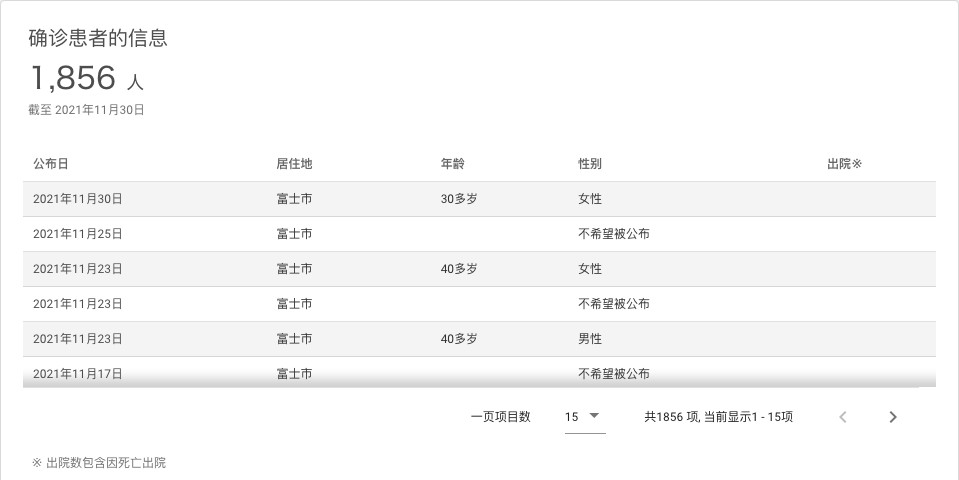 确诊患者的信息
1,856 人
截至 2021年11月30日
公布日 居住地 年龄 性别 出院※
2021年11月30日 富士市 30多岁 女性
2021年11月25日 富士市 不希望被公布
2021年11月23日 富士市 40多岁 女性
2021年11月23日 富士市 不希望被公布
2021年11月23日 富士市 40多岁 男性
2021年11月17日 富士市 不希望被公布
一页项目数 15 共1856 项, 当前显示1 - 15项
※ 出院数包含因死亡出院